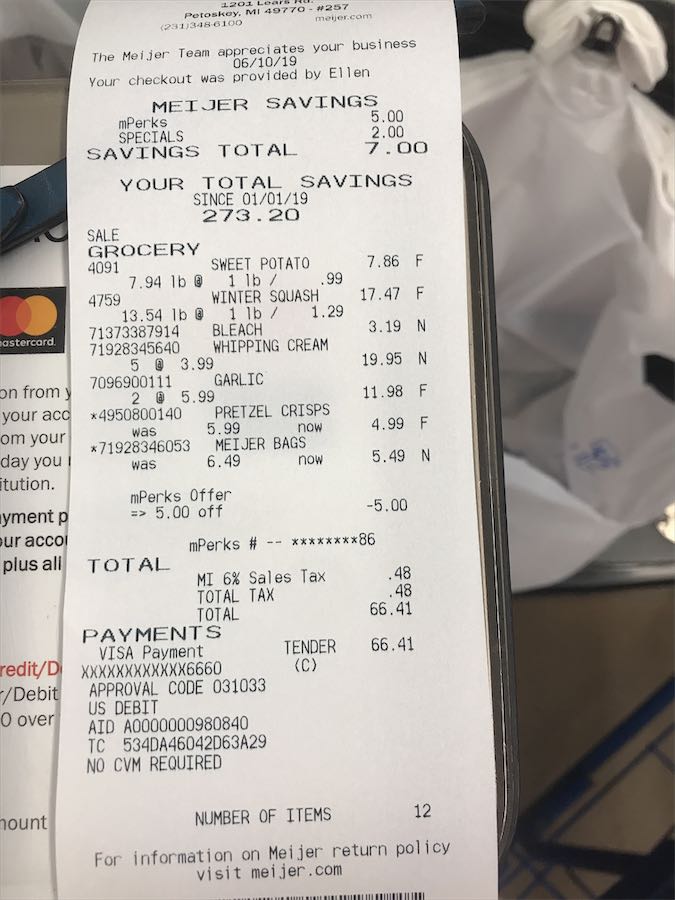 1201 Lears Rd.
Petoskey, MI 49770 - #257
(231)348-6100 meijer.com
The Meijer Team appreciates your business
06/10/19
Your checkout was provided by Ellen
MEIJER SAVINGS
mPerks 5.00
SPECIALS 2.00
SAVINGS TOTAL 7.00
YOUR TOTAL SAVINGS
SINCE 01/01/19
273.20
SALE
GROCERY
4091 SWEET POTATO 7.86 F
7.94 lb @ 1 lb / .99
4759 WINTER SQUASH 17.47 F
13.54 lb @ 1 lb / 1.29
71373387914 BLEACH 3.19 N
71928345640 WHIPPING CREAM
5 @ 3.99 19.95 N
7096900111 GARLIC
2 @ 5.99 11.98 F
*4950800140 PRETZEL CRISPS
was 5.99 now 4.99 F
*71928346053 MEIJER BAGS
was 6.49 now 5.49 N
mPerks Offer
=> 5.00 off -5.00
mPerks # -- ********86
TOTAL
MI 6% Sales Tax .48
TOTAL TAX .48
TOTAL 66.41
PAYMENTS
VISA Payment TENDER 66.41
XXXXXXXXXXXX6660 (C)
APPROVAL CODE 031033
US DEBIT
AID A0000000980840
TC 534DA46042D63A29
NO CVM REQUIRED
NUMBER OF ITEMS 12
For information on Meijer return policy
visit meijer.com
astercard.
on from y
your acc
om your
day you
itution.
yment p
ur accou
plus all
redit/De
r/Debit
0 over
nount